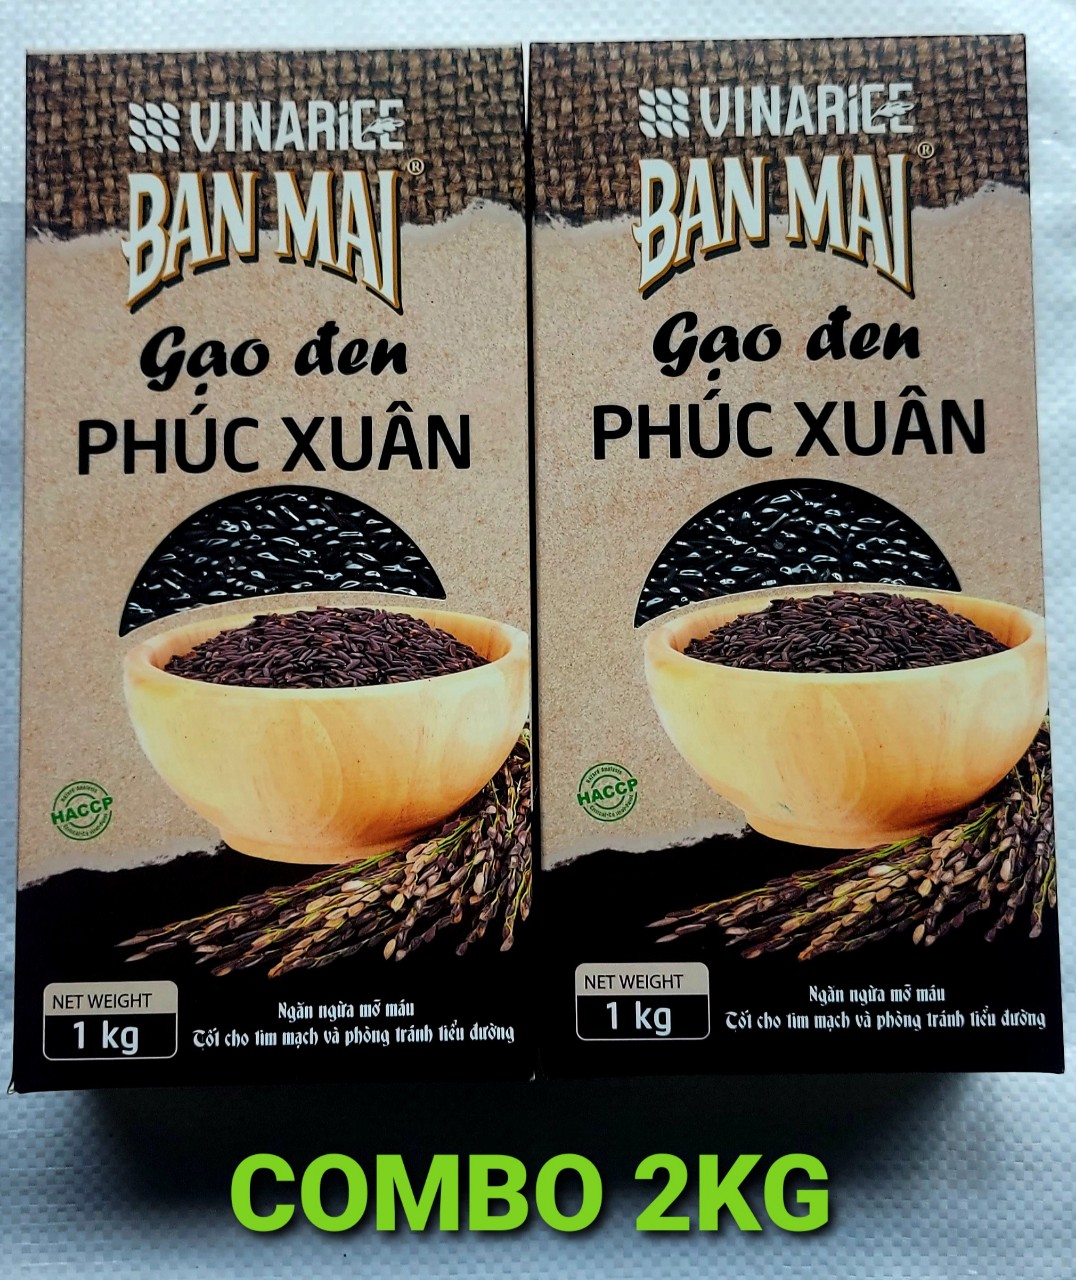 VINARICE
BAN MAI®
Gạo đen
PHÚC XUÂN
HACCP
NET WEIGHT
1 kg
Ngăn ngừa mỡ máu
Tốt cho tim mạch và phòng tránh tiểu đường
VINARICE
BAN MAI®
Gạo đen
PHÚC XUÂN
HACCP
NET WEIGHT
1 kg
Ngăn ngừa mỡ máu
Tốt cho tim mạch và phòng tránh tiểu đường
COMBO 2KG